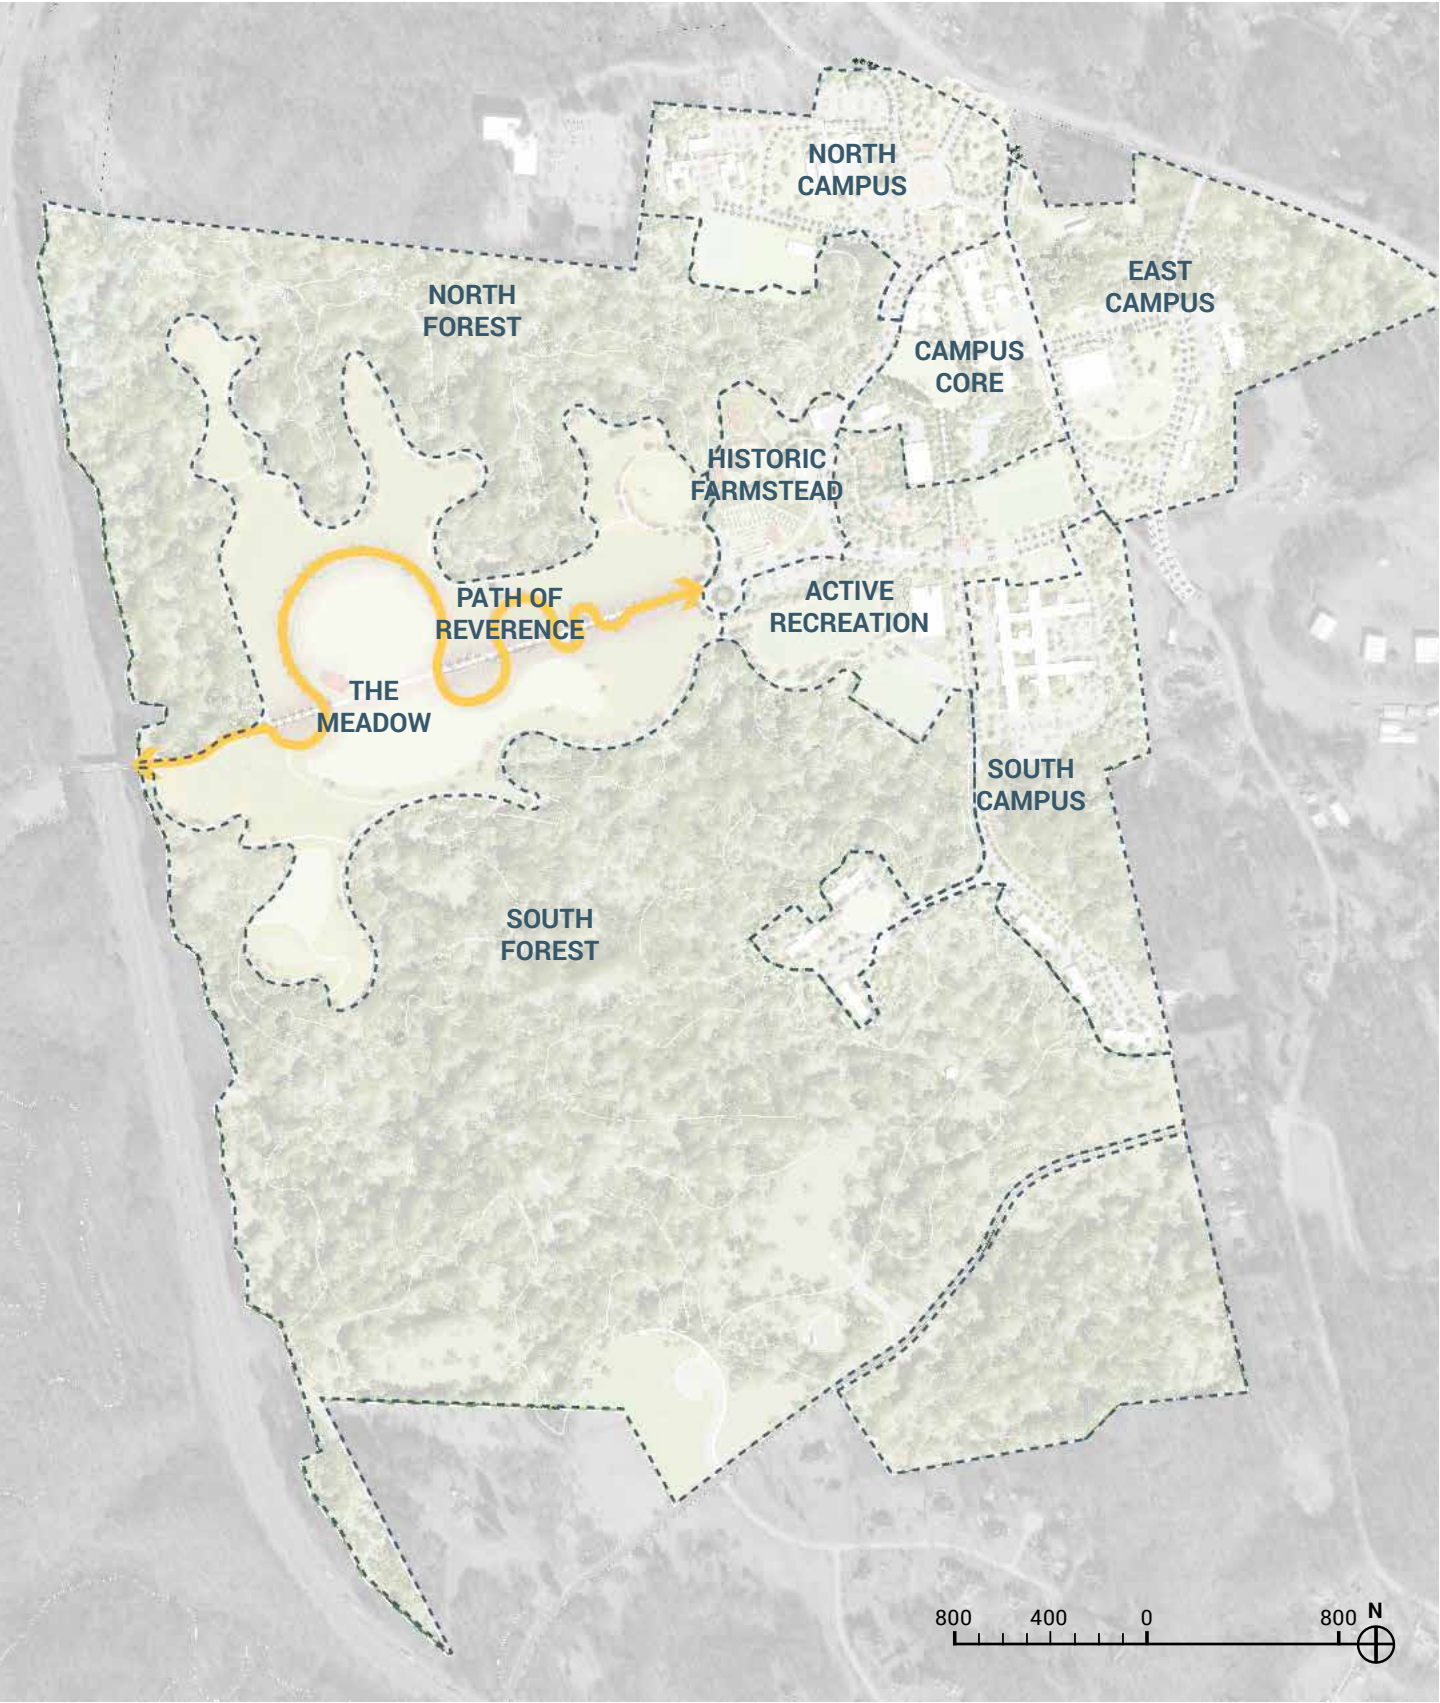 NORTH
CAMPUS
EAST
CAMPUS
NORTH
FOREST
CAMPUS
CORE
HISTORIC
FARMSTEAD
PATH OF
REVERENCE
ACTIVE
RECREATION
THE
MEADOW
SOUTH
CAMPUS
SOUTH
FOREST
800 400 0 800 N